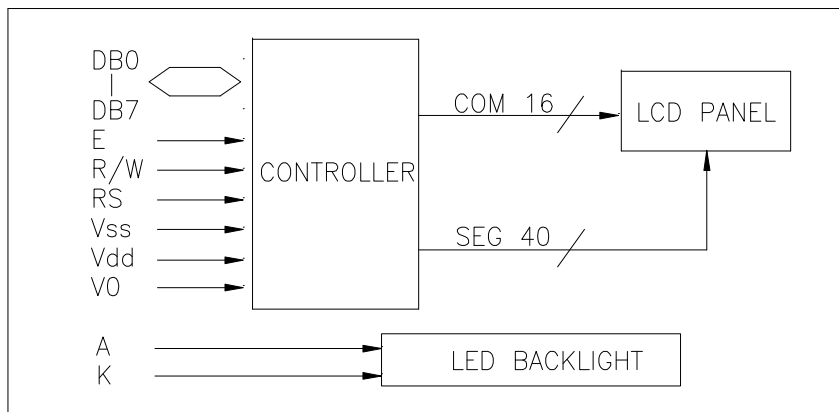 DB0
DB7
E
R/W
RS
Vss
Vdd
V0
CONTROLLER
COM 16
SEG 40
LCD PANEL
A
K
LED BACKLIGHT